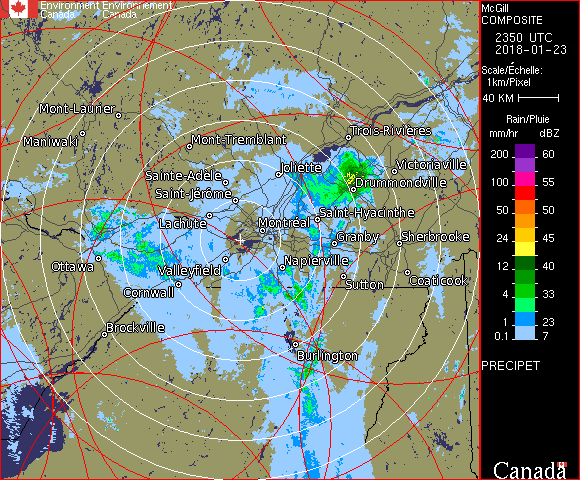 Environment Environnement
Canada Canada
McGill
COMPOSITE
2350 UTC
2018-01-23
Scale/Échelle:
1km/Pixel
40 KM
Rain/Pluie
mm/hr dBZ
200 60
100 55
50 50
24 45
12 40
4 33
0.1 7
1 23
PRECIPET
Canada
Mont-Laurier
Maniwaki
Mont-Tremblant
Trois-Rivières
Sainte-Adèle
Joliette
Victoriaville
Saint-Jérôme
Drummondville
Lachute
Montréal
Saint-Hyacinthe
Granby
Sherbrooke
Ottawa
Valleyfield
Napierville
Sutton
Coaticook
Cornwall
Brockville
Burlington